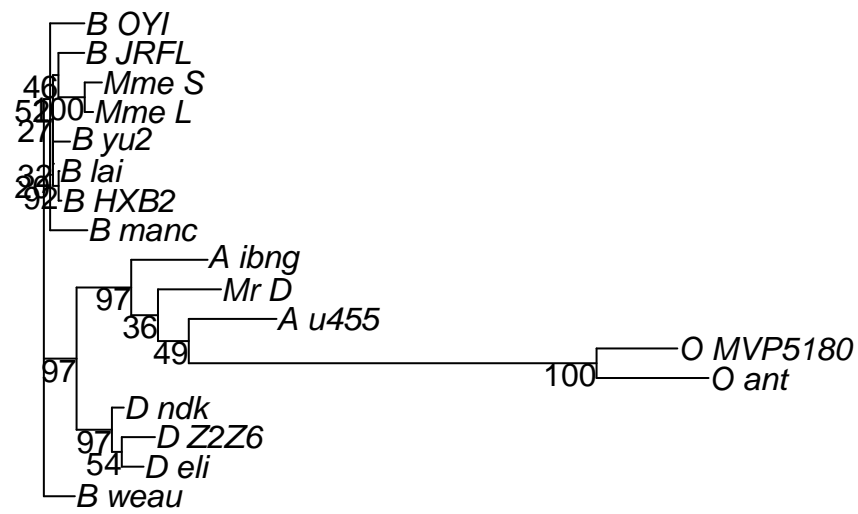 B OYI
B JRFL
46
Mme S
100
Mme L
52
27
B yu2
B lai
92
B HXB2
B manc
A ibng
97
Mr D
36
A u455
49
O MVP5180
100
O ant
97
D ndk
97
D Z2Z6
54
D eli
B weau